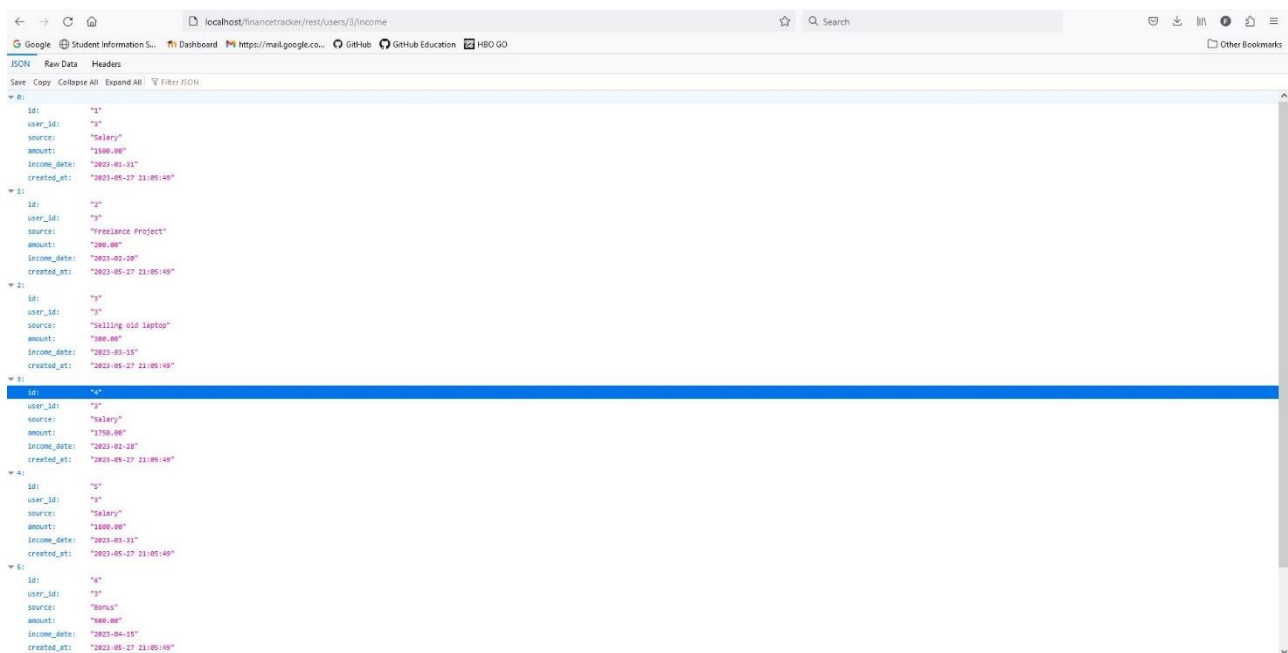 localhost/financetracker/rest/users/3/income
Search
Google Student Information S... Dashboard https://mail.google.co... GitHub GitHub Education HBO GO Other Bookmarks
JSON Raw Data Headers
Save Copy Collapse All Expand All Filter JSON
0:
id: "1"
user_id: "3"
source: "Salary"
amount: "1500.00"
income_date: "2023-01-31"
created_at: "2023-05-27 21:05:49"
1:
id: "2"
user_id: "3"
source: "Freelance Project"
amount: "200.00"
income_date: "2023-02-20"
created_at: "2023-05-27 21:05:49"
2:
id: "3"
user_id: "3"
source: "Selling old laptop"
amount: "300.00"
income_date: "2023-03-15"
created_at: "2023-05-27 21:05:49"
3:
id: "4"
user_id: "3"
source: "Salary"
amount: "1750.00"
income_date: "2023-02-28"
created_at: "2023-05-27 21:05:49"
4:
id: "5"
user_id: "3"
source: "Salary"
amount: "1800.00"
income_date: "2023-03-31"
created_at: "2023-05-27 21:05:49"
5:
id: "6"
user_id: "3"
source: "Bonus"
amount:
income_date: "2023-04-15"
created_at: "2023-05-27 21:05:49"